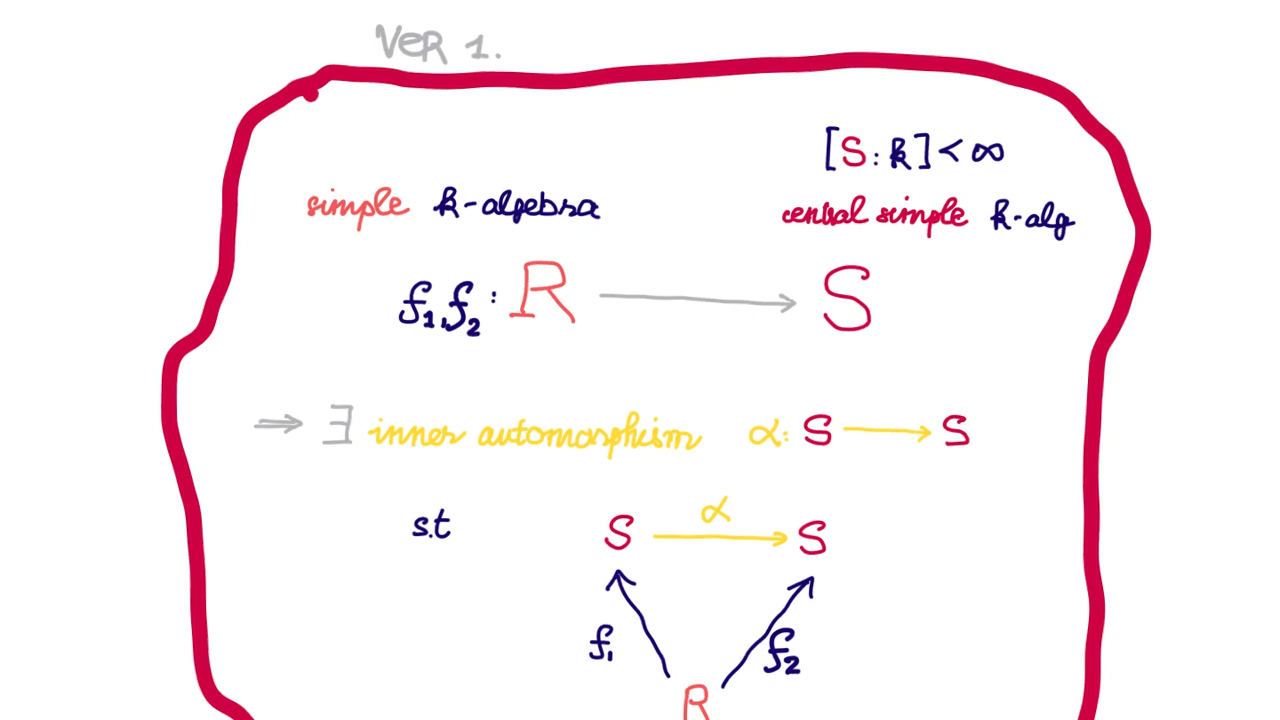 VER 1.
[S:k] < ∞
simple k-algebra central simple k-alg
f₁,f₂ : R ⟶ S
⇒ ∃ inner automorphism α: S ⟶ S
s.t S α⟶ S
f₁ f₂
R